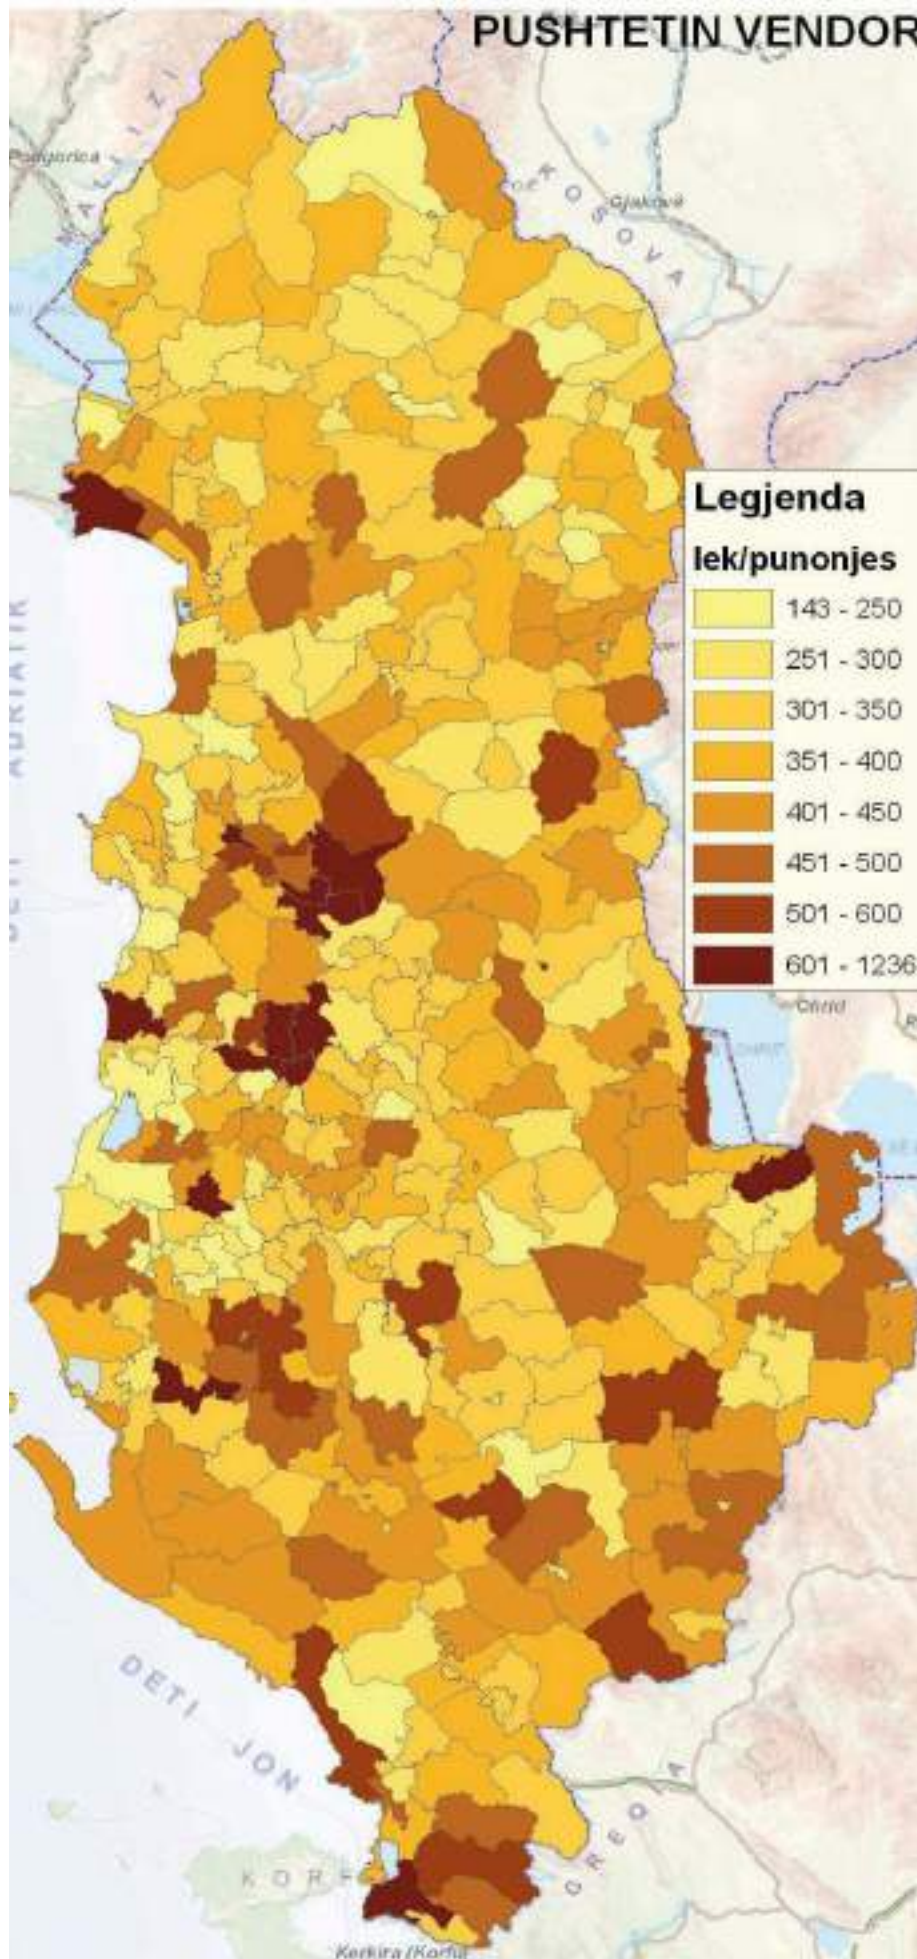 PUSHTETIN VENDOR
Podgorica
MALI I ZI
KOSOVA
Gjakovë
Legjenda
lek/punonjes
143 - 250
251 - 300
301 - 350
351 - 400
401 - 450
451 - 500
501 - 600
601 - 1236
ADRIATIK
DETI
Ohrid
DETI JON
GREQIA
KORF
Kerkira (Korfu)